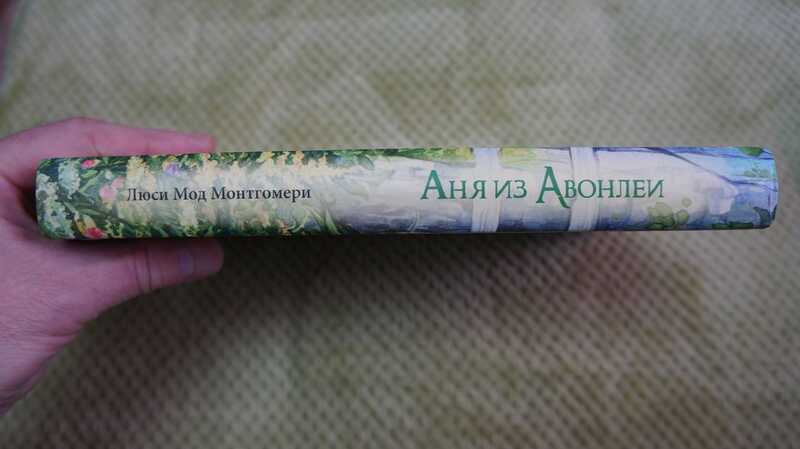 Люси Мод Монтгомери
Аня из Авонлеи